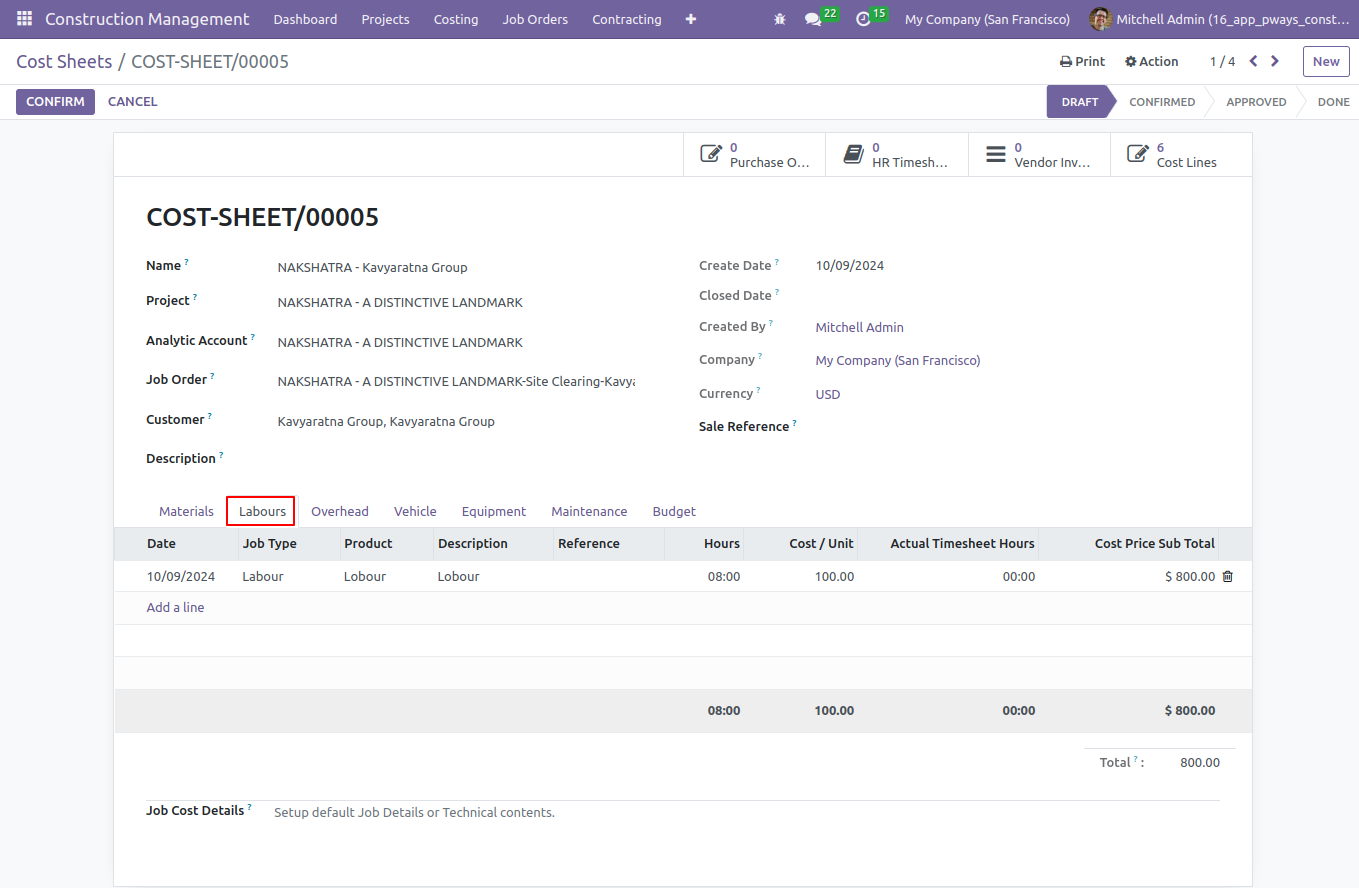 Construction Management Dashboard Projects Costing Job Orders Contracting 22 15 My Company (San Francisco) Mitchell Admin (16_app_pways_const...
Cost Sheets / COST-SHEET/00005 Print Action 1 / 4 New
CONFIRM CANCEL DRAFT CONFIRMED APPROVED DONE
0 Purchase O... 0 HR Timesh... 0 Vendor Inv... 6 Cost Lines
COST-SHEET/00005
Name ? NAKSHATRA - Kavyaratna Group
Project ? NAKSHATRA - A DISTINCTIVE LANDMARK
Analytic Account ? NAKSHATRA - A DISTINCTIVE LANDMARK
Job Order ? NAKSHATRA - A DISTINCTIVE LANDMARK-Site Clearing-Kavya
Customer ? Kavyaratna Group, Kavyaratna Group
Description ?
Create Date ? 10/09/2024
Closed Date ?
Created By ? Mitchell Admin
Company ? My Company (San Francisco)
Currency ? USD
Sale Reference ?
Materials Labours Overhead Vehicle Equipment Maintenance Budget
Date Job Type Product Description Reference Hours Cost / Unit Actual Timesheet Hours Cost Price Sub Total
10/09/2024 Labour Lobour Lobour 08:00 100.00 00:00 $ 800.00
Add a line
08:00 100.00 00:00 $ 800.00
Total ? : 800.00
Job Cost Details ? Setup default Job Details or Technical contents.